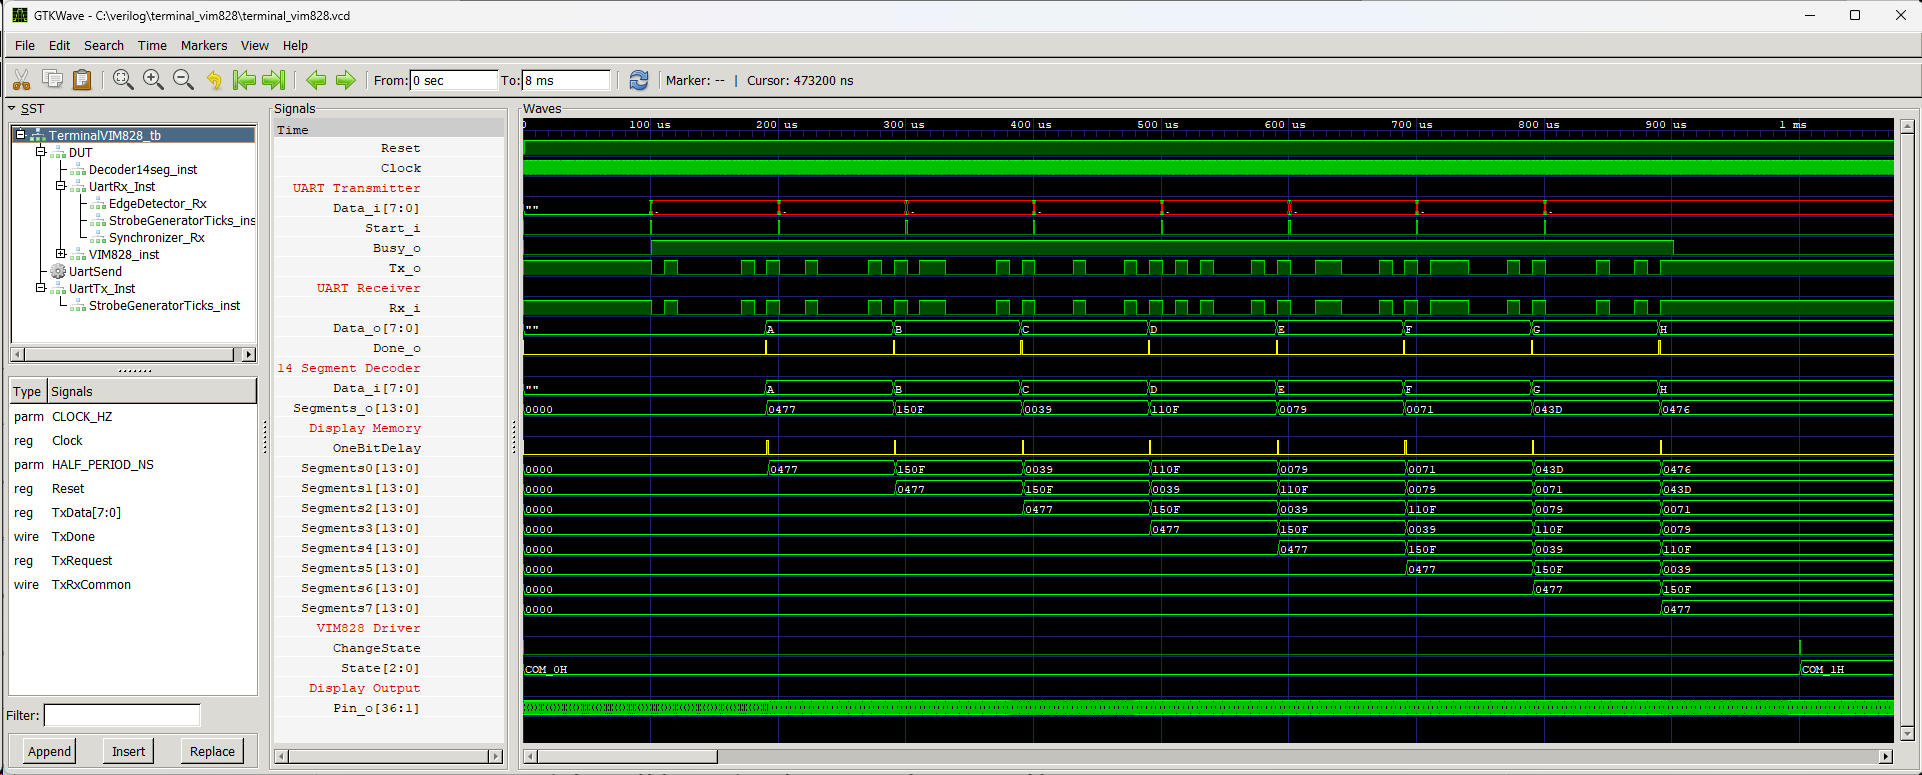 GTKWave - C:\verilog\terminal_vim828\terminal_vim828.vcd
File Edit Search Time Markers View Help
From: 0 sec To: 8 ms Marker: -- | Cursor: 473200 ns
SST
TerminalVIM828_tb
DUT
Decoder14seg_inst
UartRx_Inst
EdgeDetector_Rx
StrobeGeneratorTicks_ins
Synchronizer_Rx
VIM828_inst
UartSend
UartTx_Inst
StrobeGeneratorTicks_inst
Type Signals
parm CLOCK_HZ
reg Clock
parm HALF_PERIOD_NS
reg Reset
reg TxData[7:0]
wire TxDone
reg TxRequest
wire TxRxCommon
Filter:
Append Insert Replace
Signals
Time
Reset
Clock
UART Transmitter
Data_i[7:0]
Start_i
Busy_o
Tx_o
UART Receiver
Rx_i
Data_o[7:0]
Done_o
14 Segment Decoder
Data_i[7:0]
Segments_o[13:0]
Display Memory
OneBitDelay
Segments0[13:0]
Segments1[13:0]
Segments2[13:0]
Segments3[13:0]
Segments4[13:0]
Segments5[13:0]
Segments6[13:0]
Segments7[13:0]
VIM828 Driver
ChangeState
State[2:0]
Display Output
Pin_o[36:1]
Waves
0 100 us 200 us 300 us 400 us 500 us 600 us 700 us 800 us 900 us 1 ms
"" . . . . . . . .
"" A B C D E F G H
"" A B C D E F G H
0000 0477 150F 0039 110F 0079 0071 043D 0476
0000 0477 150F 0039 110F 0079 0071 043D 0476
0000 0477 150F 0039 110F 0079 0071 043D
0000 0477 150F 0039 110F 0079 0071
0000 0477 150F 0039 110F 0079
0000 0477 150F 0039 110F
0000 0477 150F 0039
0000 0477 150F
0000 0477
COM_0H COM_1H